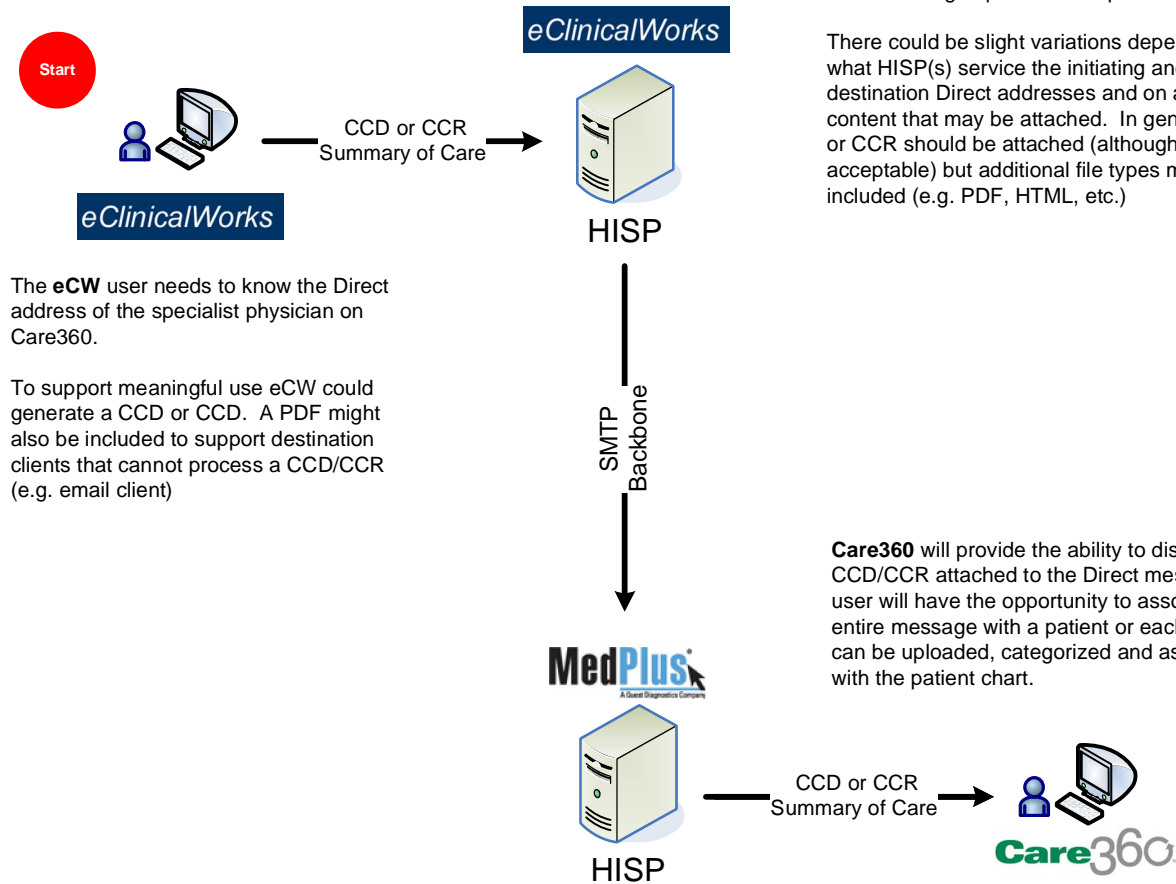 eClinicalWorks
Start
CCD or CCR
Summary of Care
eClinicalWorks
HISP
There could be slight variations depe
what HISP(s) service the initiating and
destination Direct addresses and on a
content that may be attached. In gen
or CCR should be attached (although
acceptable) but additional file types m
included (e.g. PDF, HTML, etc.)
The eCW user needs to know the Direct
address of the specialist physician on
Care360.
To support meaningful use eCW could
generate a CCD or CCD. A PDF might
also be included to support destination
clients that cannot process a CCD/CCR
(e.g. email client)
SMTP
Backbone
Care360 will provide the ability to dis
CCD/CCR attached to the Direct mes
user will have the opportunity to asso
entire message with a patient or each
can be uploaded, categorized and as
with the patient chart.
MedPlus
A Quest Diagnostics Company
CCD or CCR
Summary of Care
HISP
Care360